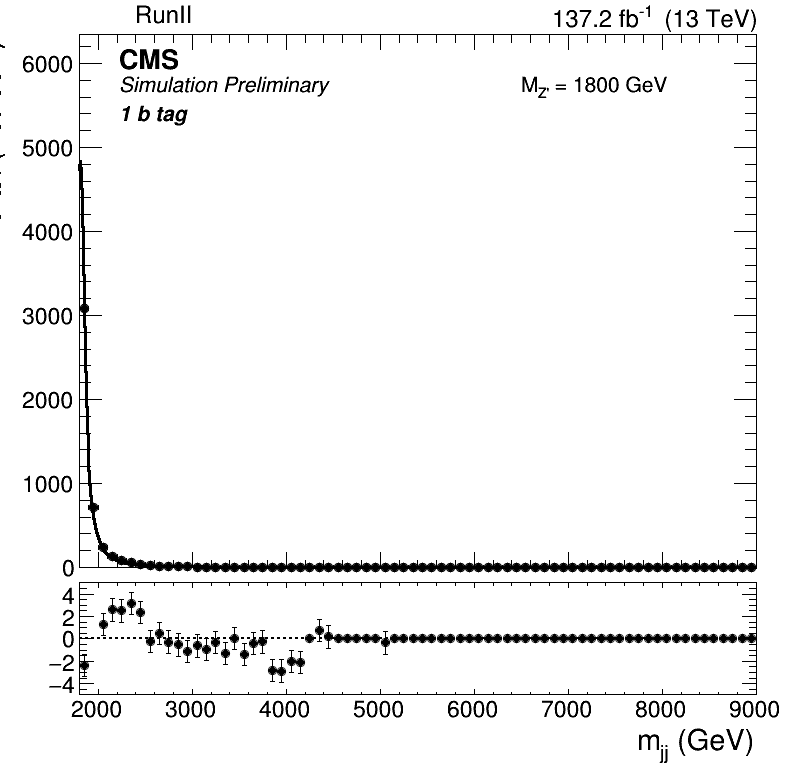 RunII
137.2 fb-1 (13 TeV)
CMS
Simulation Preliminary
MZ' = 1800 GeV
1 b tag
6000
5000
4000
3000
2000
1000
0
4
2
0
−2
−4
2000 3000 4000 5000 6000 7000 8000 9000
mjj (GeV)